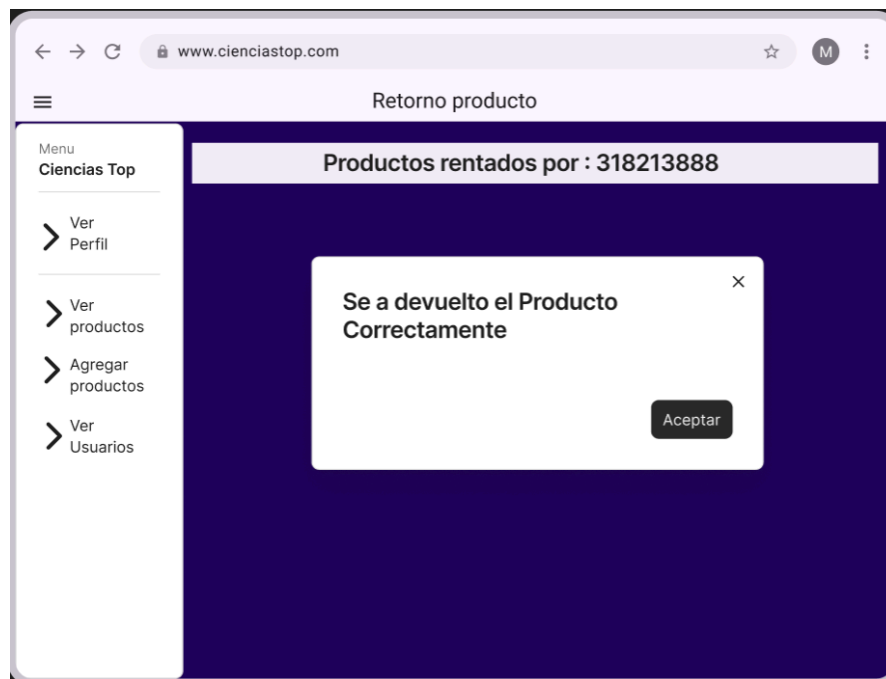 www.cienciastop.com
M
Retorno producto
Menu
Ciencias Top
Ver
Perfil
Ver
productos
Agregar
productos
Ver
Usuarios
Productos rentados por : 318213888
Se a devuelto el Producto
Correctamente
Aceptar